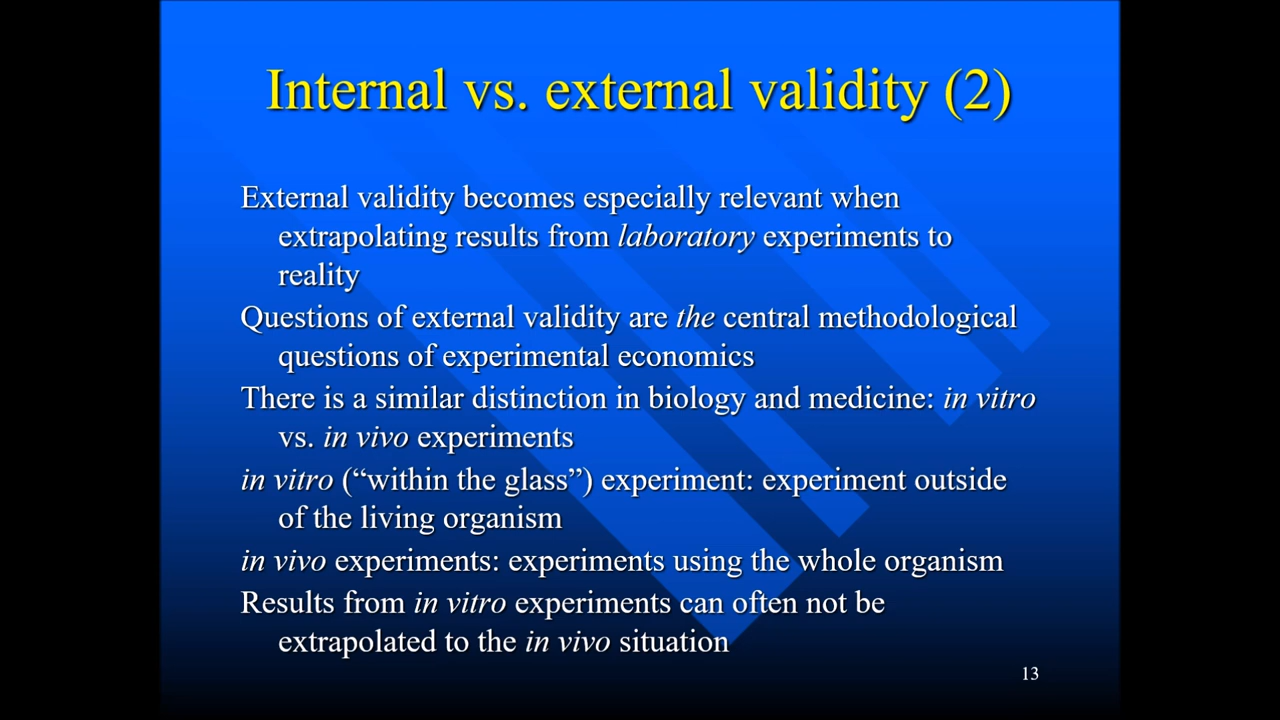 Internal vs. external validity (2)
External validity becomes especially relevant when
extrapolating results from laboratory experiments to
reality
Questions of external validity are the central methodological
questions of experimental economics
There is a similar distinction in biology and medicine: in vitro
vs. in vivo experiments
in vitro (“within the glass”) experiment: experiment outside
of the living organism
in vivo experiments: experiments using the whole organism
Results from in vitro experiments can often not be
extrapolated to the in vivo situation
13